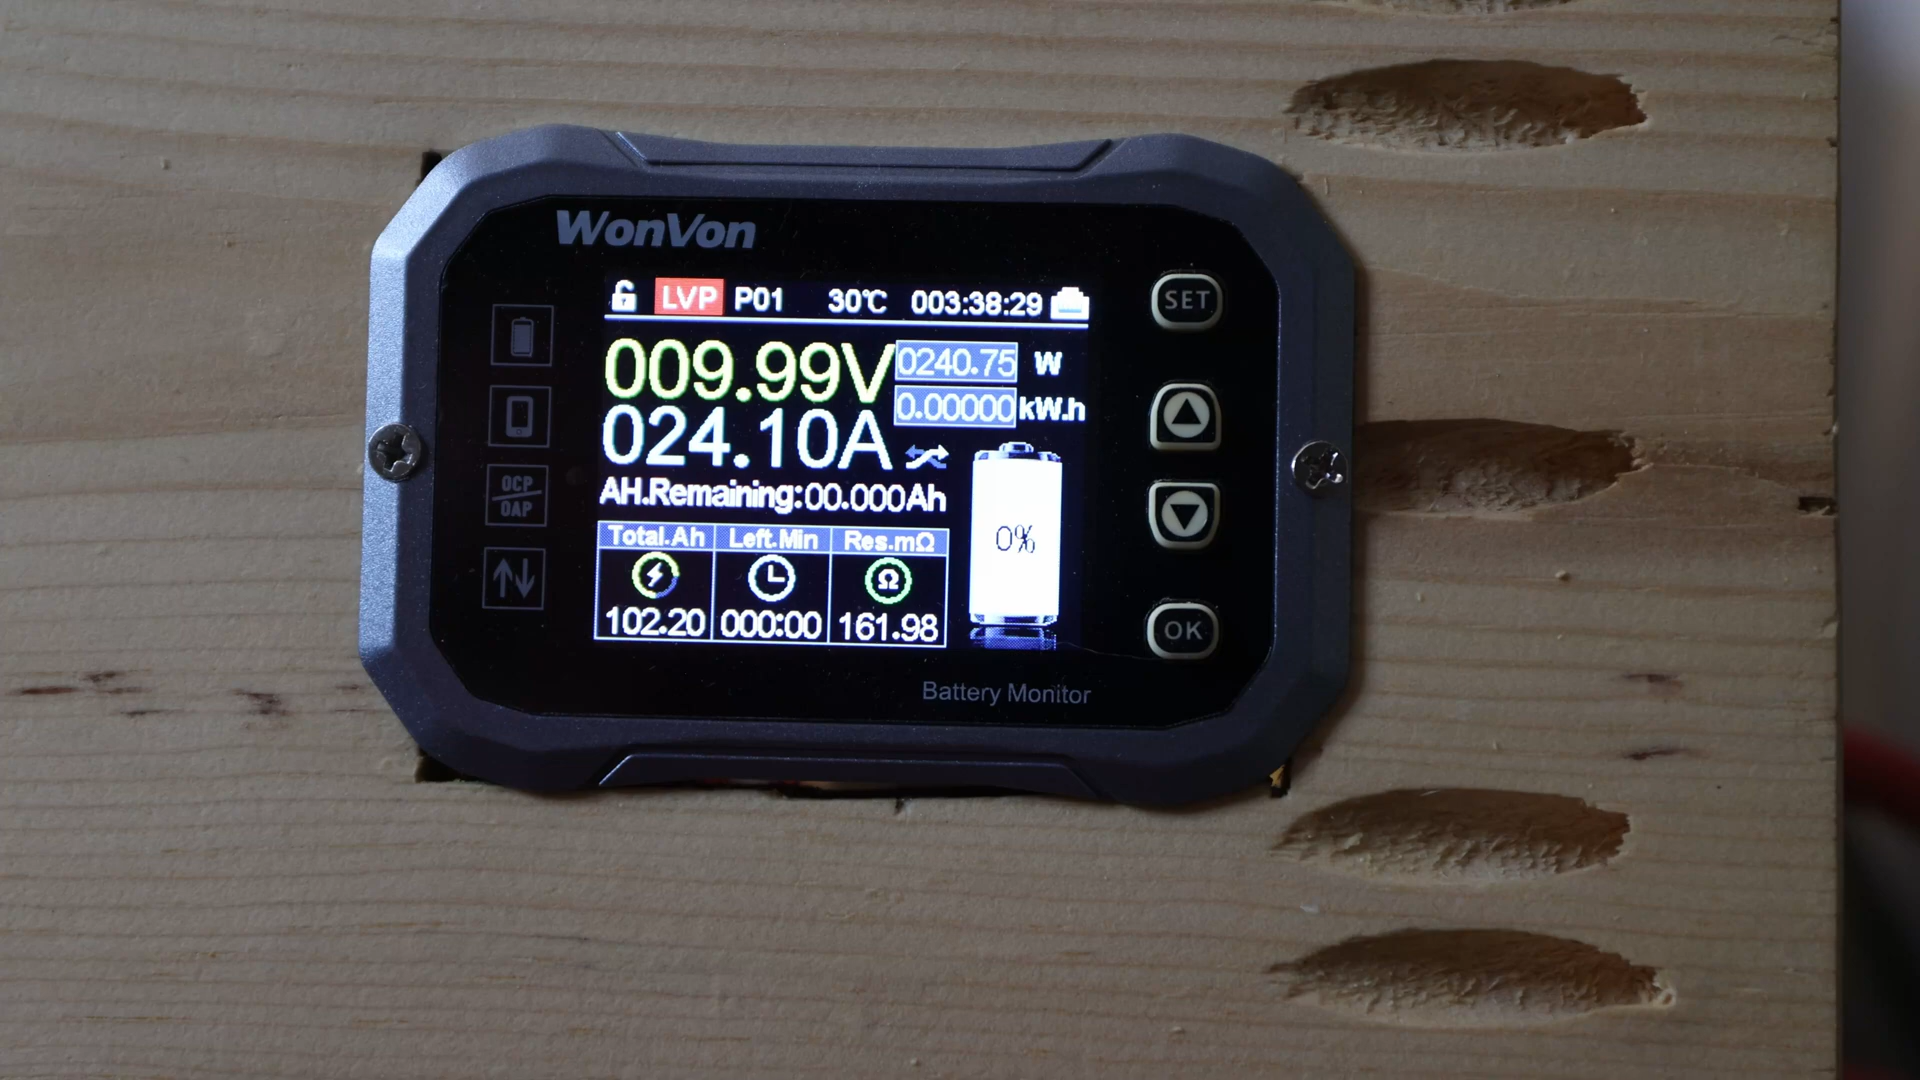 WonVon
LVP P01 30℃ 003:38:29
009.99V 0240.75 W
0.00000 kW.h
024.10A
AH.Remaining:00.000Ah
Total.Ah Left.Min Res.mΩ
Ω
102.20 000:00 161.98
0%
OCP
OAP
SET
OK
Battery Monitor